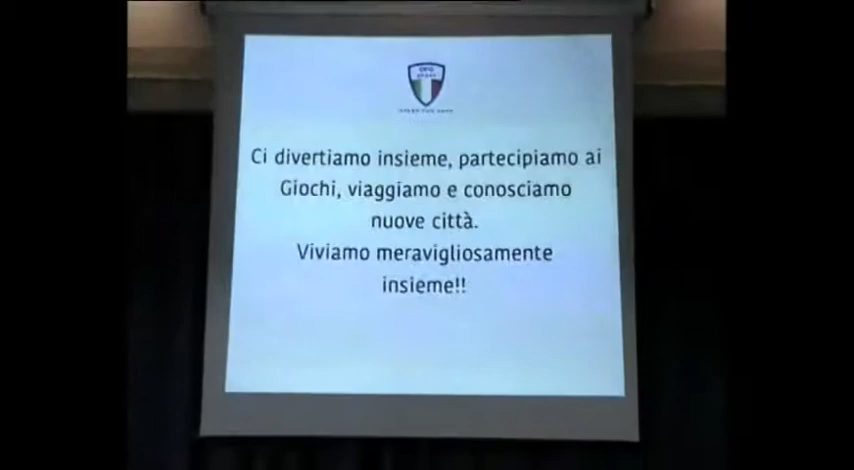 Ci divertiamo insieme, partecipiamo ai
Giochi, viaggiamo e conosciamo
nuove città.
Viviamo meravigliosamente
insieme!!